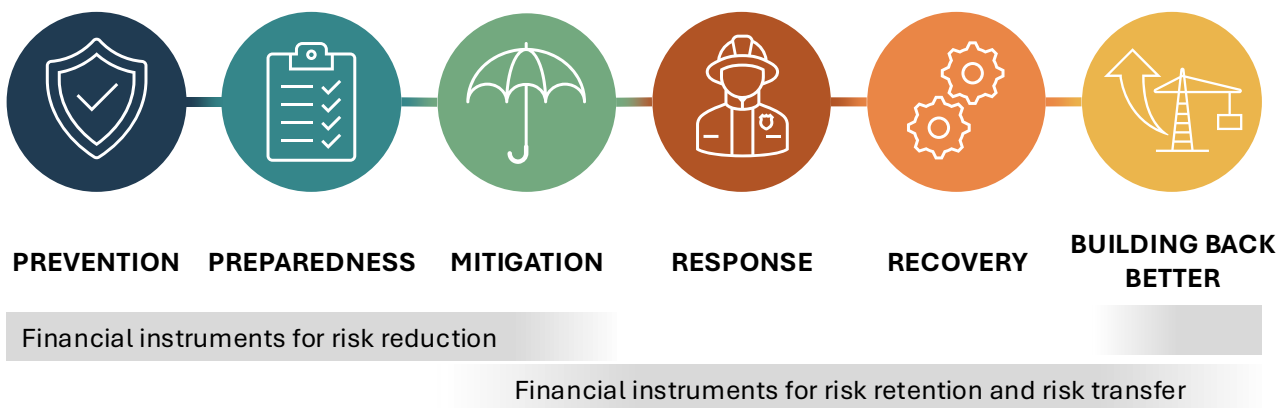 PREVENTION
PREPAREDNESS
MITIGATION
RESPONSE
RECOVERY
BUILDING BACK
BETTER
Financial instruments for risk reduction
Financial instruments for risk retention and risk transfer